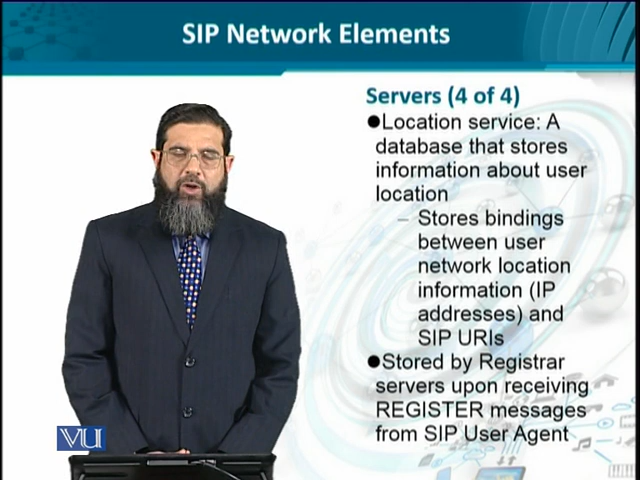 SIP Network Elements
Servers (4 of 4)
●Location service: A
database that stores
information about user
location
– Stores bindings
between user
network location
information (IP
addresses) and
SIP URIs
●Stored by Registrar
servers upon receiving
REGISTER messages
from SIP User Agent
VU